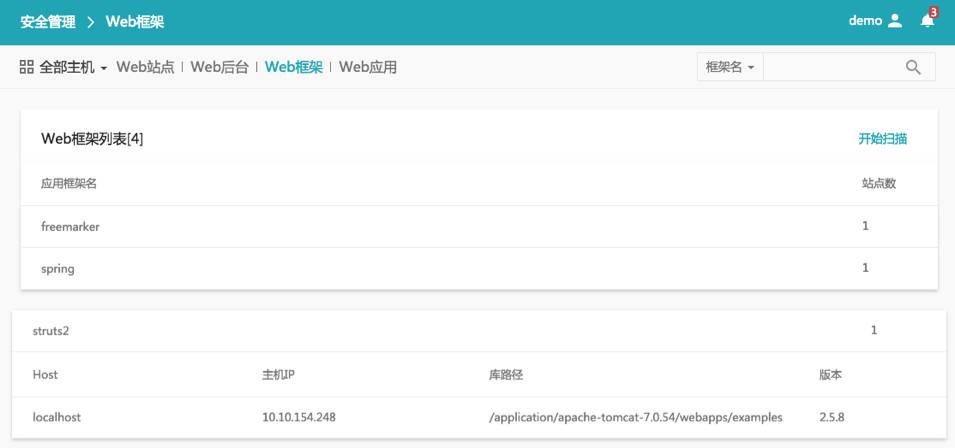 安全管理 > Web框架 demo 3
全部主机 Web站点 | Web后台 | Web框架 | Web应用 框架名
Web框架列表[4] 开始扫描
应用框架名 站点数
freemarker 1
spring 1
struts2 1
Host 主机IP 库路径 版本
localhost 10.10.154.248 /application/apache-tomcat-7.0.54/webapps/examples 2.5.8